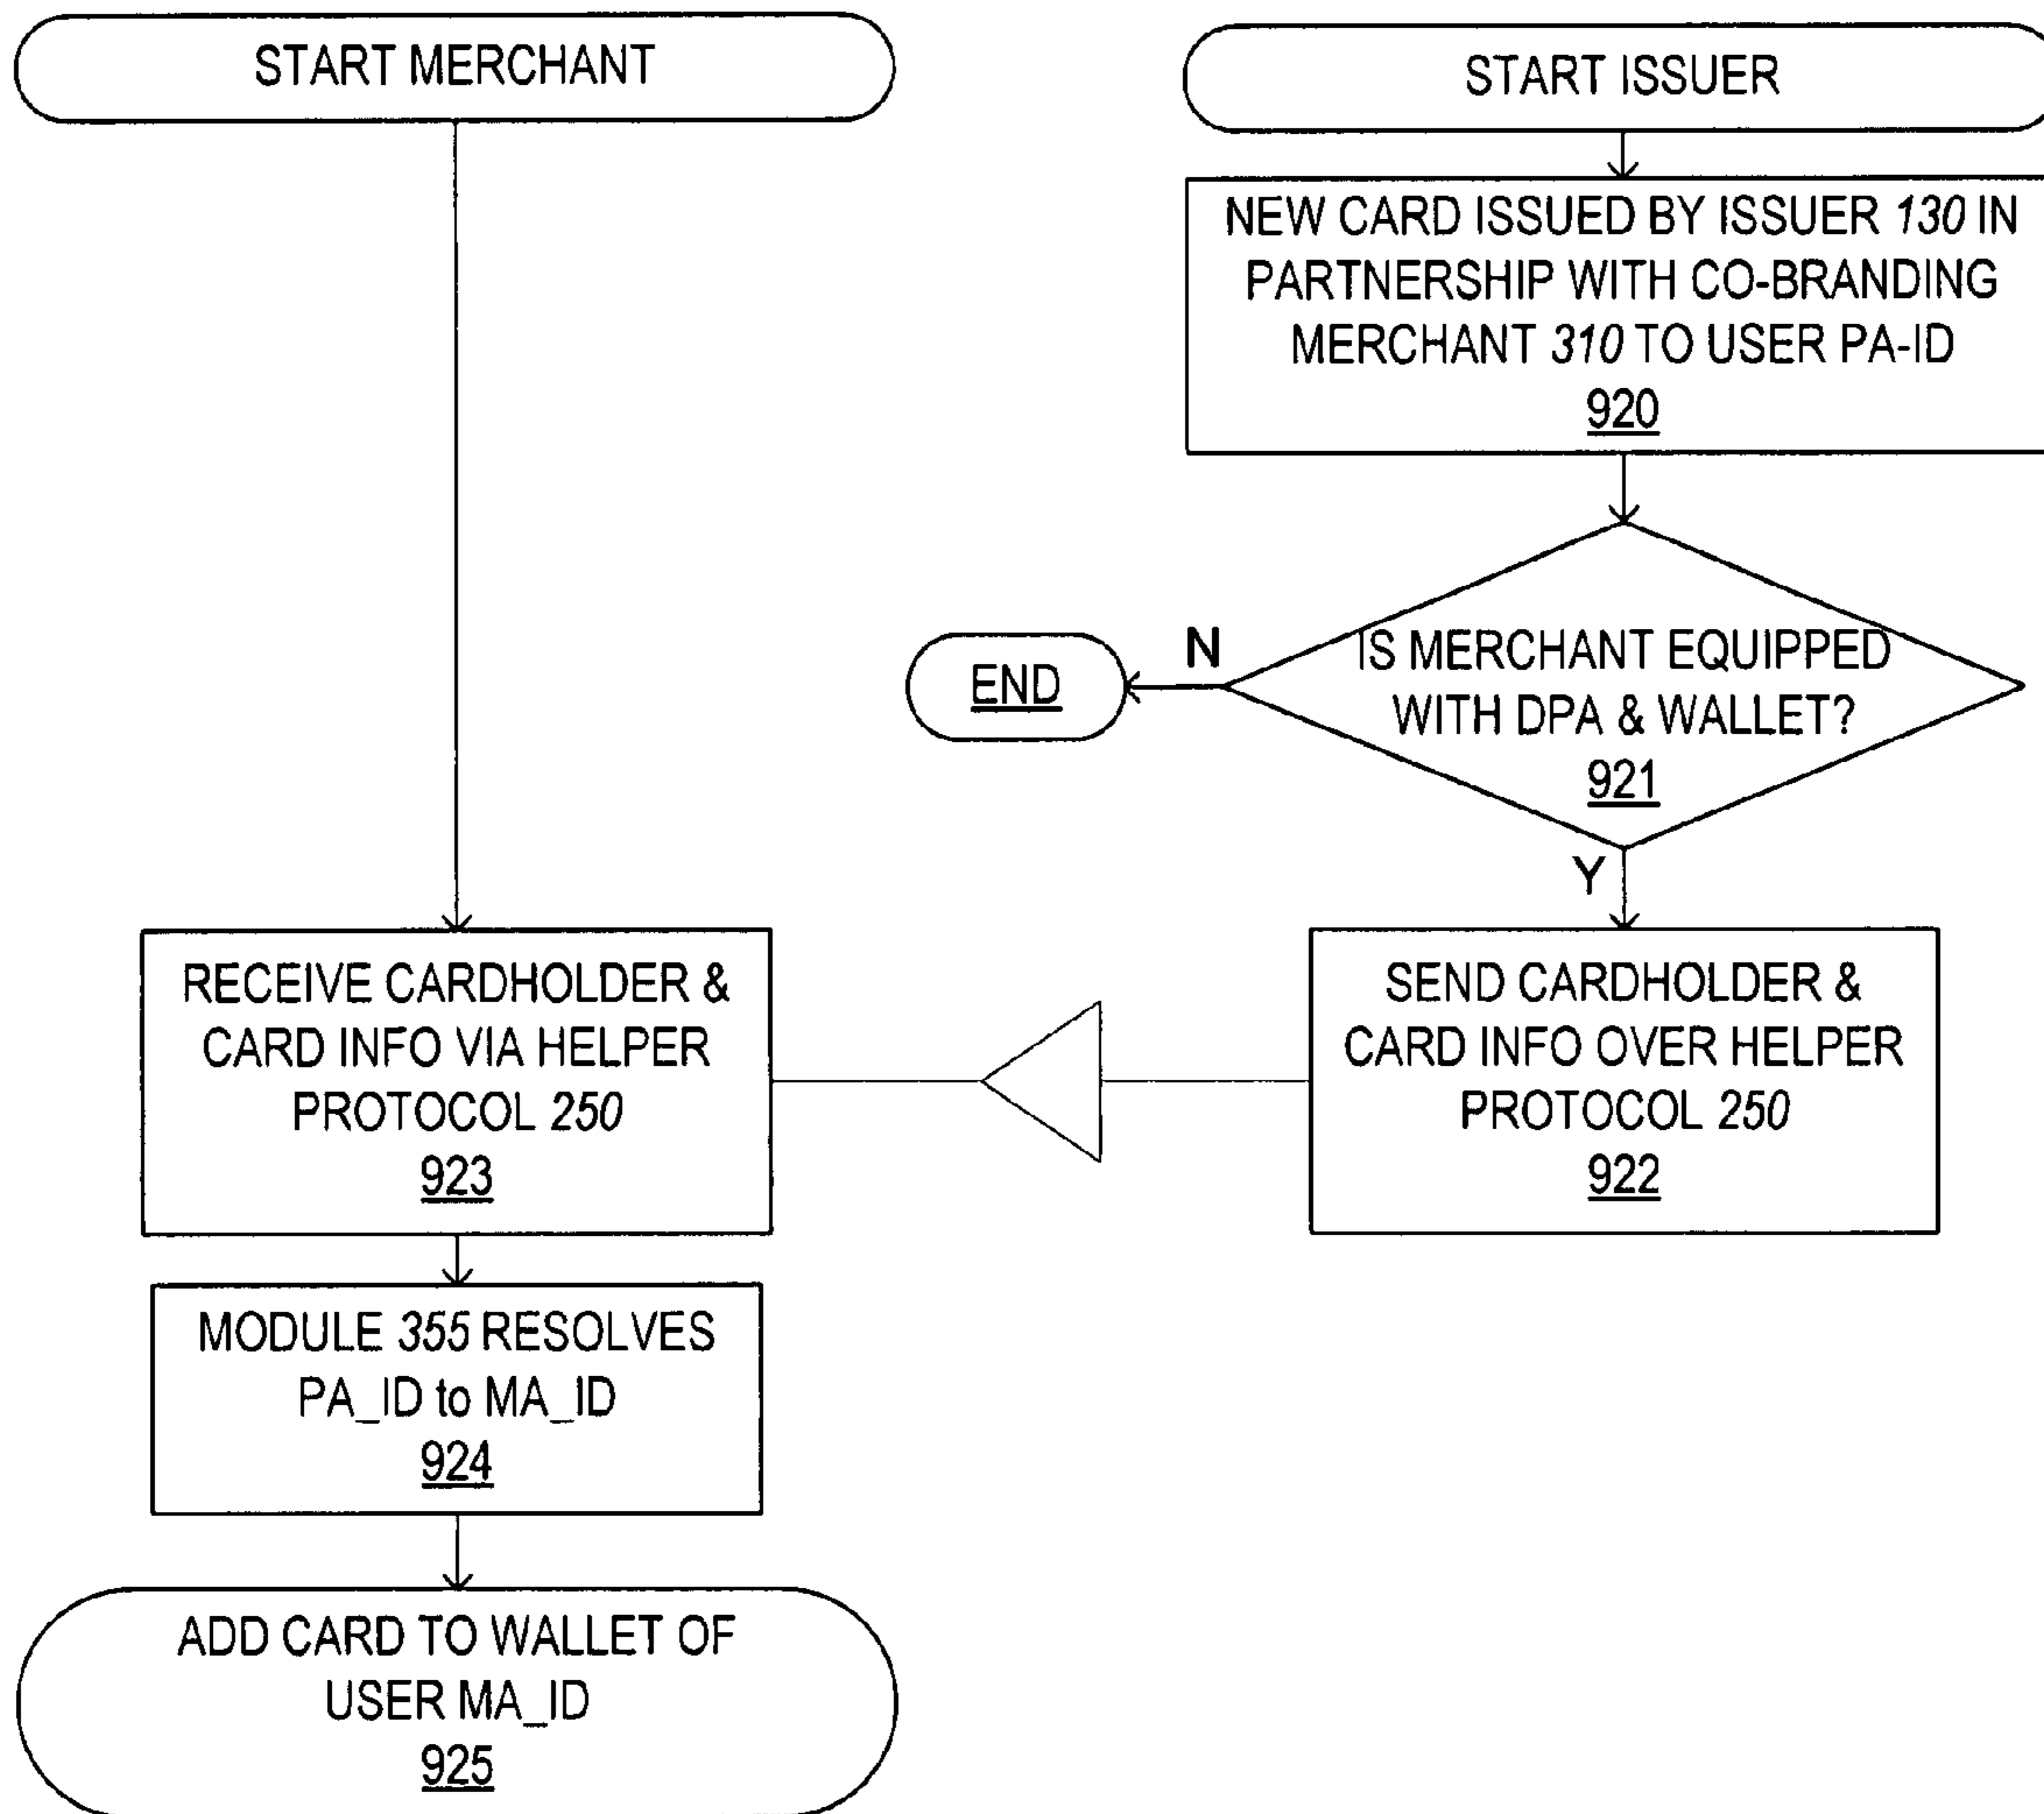 START MERCHANT
START ISSUER
NEW CARD ISSUED BY ISSUER 130 IN
PARTNERSHIP WITH CO-BRANDING
MERCHANT 310 TO USER PA-ID
920
IS MERCHANT EQUIPPED
WITH DPA & WALLET?
921
N
END
Y
SEND CARDHOLDER &
CARD INFO OVER HELPER
PROTOCOL 250
922
RECEIVE CARDHOLDER &
CARD INFO VIA HELPER
PROTOCOL 250
923
MODULE 355 RESOLVES
PA_ID to MA_ID
924
ADD CARD TO WALLET OF
USER MA_ID
925